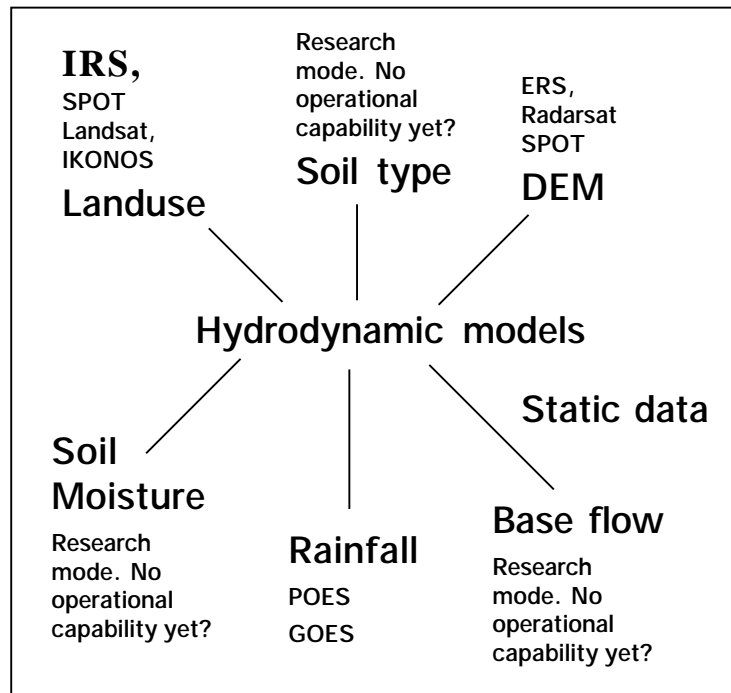 IRS,
SPOT
Landsat,
IKONOS
Landuse
Research
mode. No
operational
capability yet?
Soil type
ERS,
Radarsat
SPOT
DEM
Hydrodynamic models
Static data
Soil
Moisture
Research
mode. No
operational
capability yet?
Rainfall
POES
GOES
Base flow
Research
mode. No
operational
capability yet?